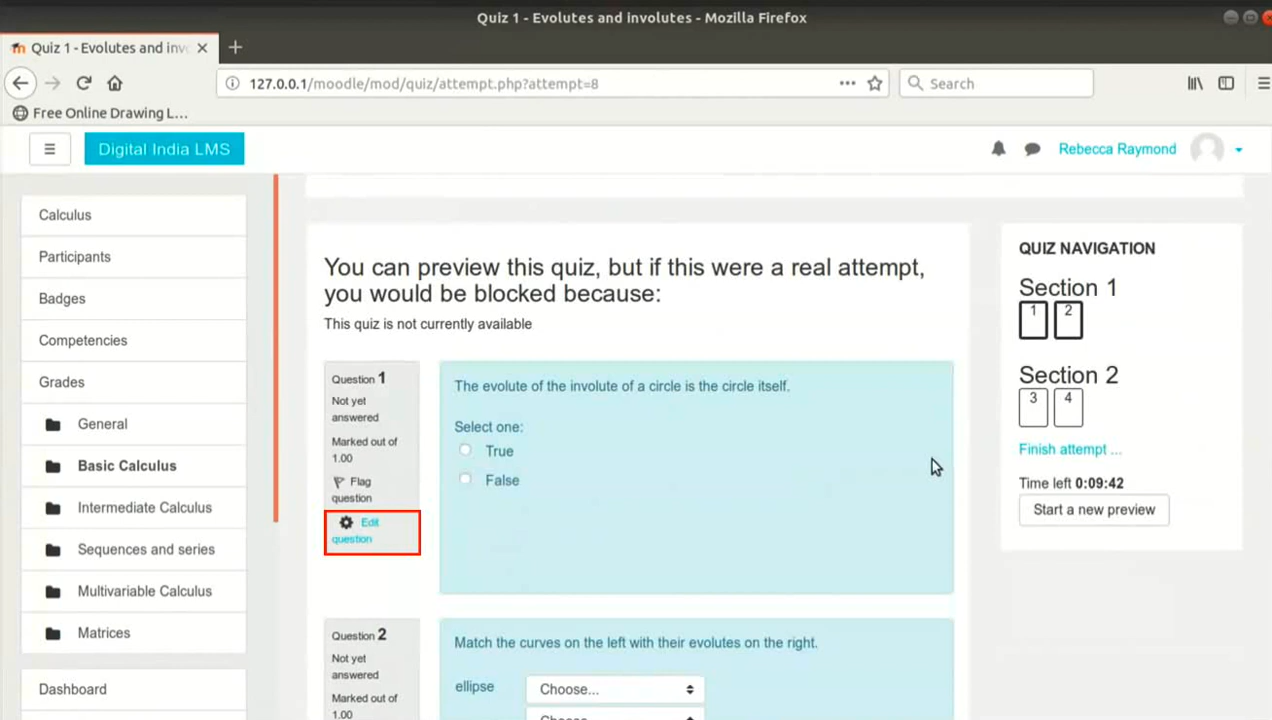 Quiz 1 - Evolutes and involutes - Mozilla Firefox
Quiz 1 - Evolutes and inv
127.0.0.1/moodle/mod/quiz/attempt.php?attempt=8
Search
Free Online Drawing L...
Digital India LMS
Rebecca Raymond
Calculus
Participants
Badges
Competencies
Grades
General
Basic Calculus
Intermediate Calculus
Sequences and series
Multivariable Calculus
Matrices
Dashboard
You can preview this quiz, but if this were a real attempt,
you would be blocked because:
This quiz is not currently available
Question 1
Not yet
answered
Marked out of
1.00
Flag
question
Edit
question
The evolute of the involute of a circle is the circle itself.
Select one:
True
False
Question 2
Not yet
answered
Marked out of
1.00
Match the curves on the left with their evolutes on the right.
ellipse
Choose...
QUIZ NAVIGATION
Section 1
1 2
Section 2
3 4
Finish attempt ...
Time left 0:09:42
Start a new preview